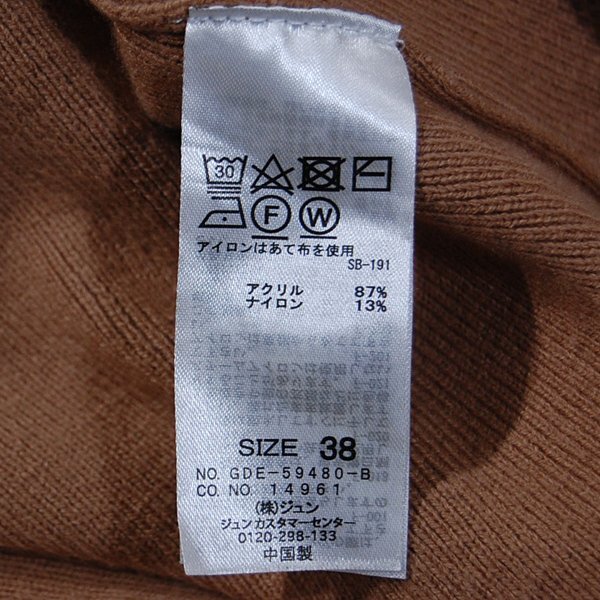 30
F W
アイロンはあて布を使用
SB-191
アクリル 87%
ナイロン 13%
SIZE 38
NO. GDE-59480-B
CO. NO 14961
(株)ジュン
ジュンカスタマーセンター
0120-298-133
中国製